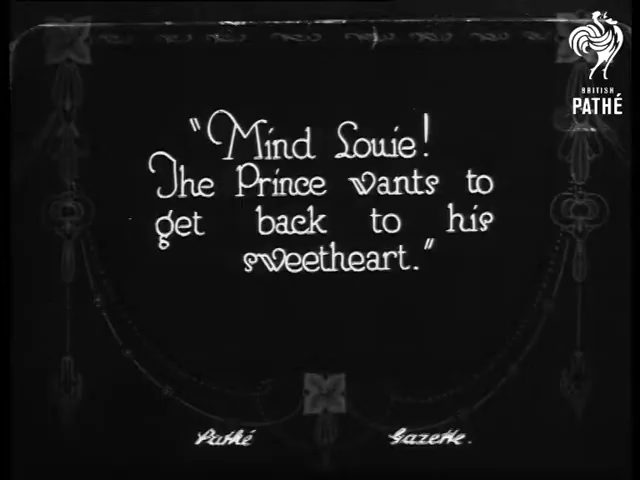 BRITISH
PATHÉ
"Mind Louie!
The Prince wants to
get back to his
sweetheart."
Pathé Gazette.